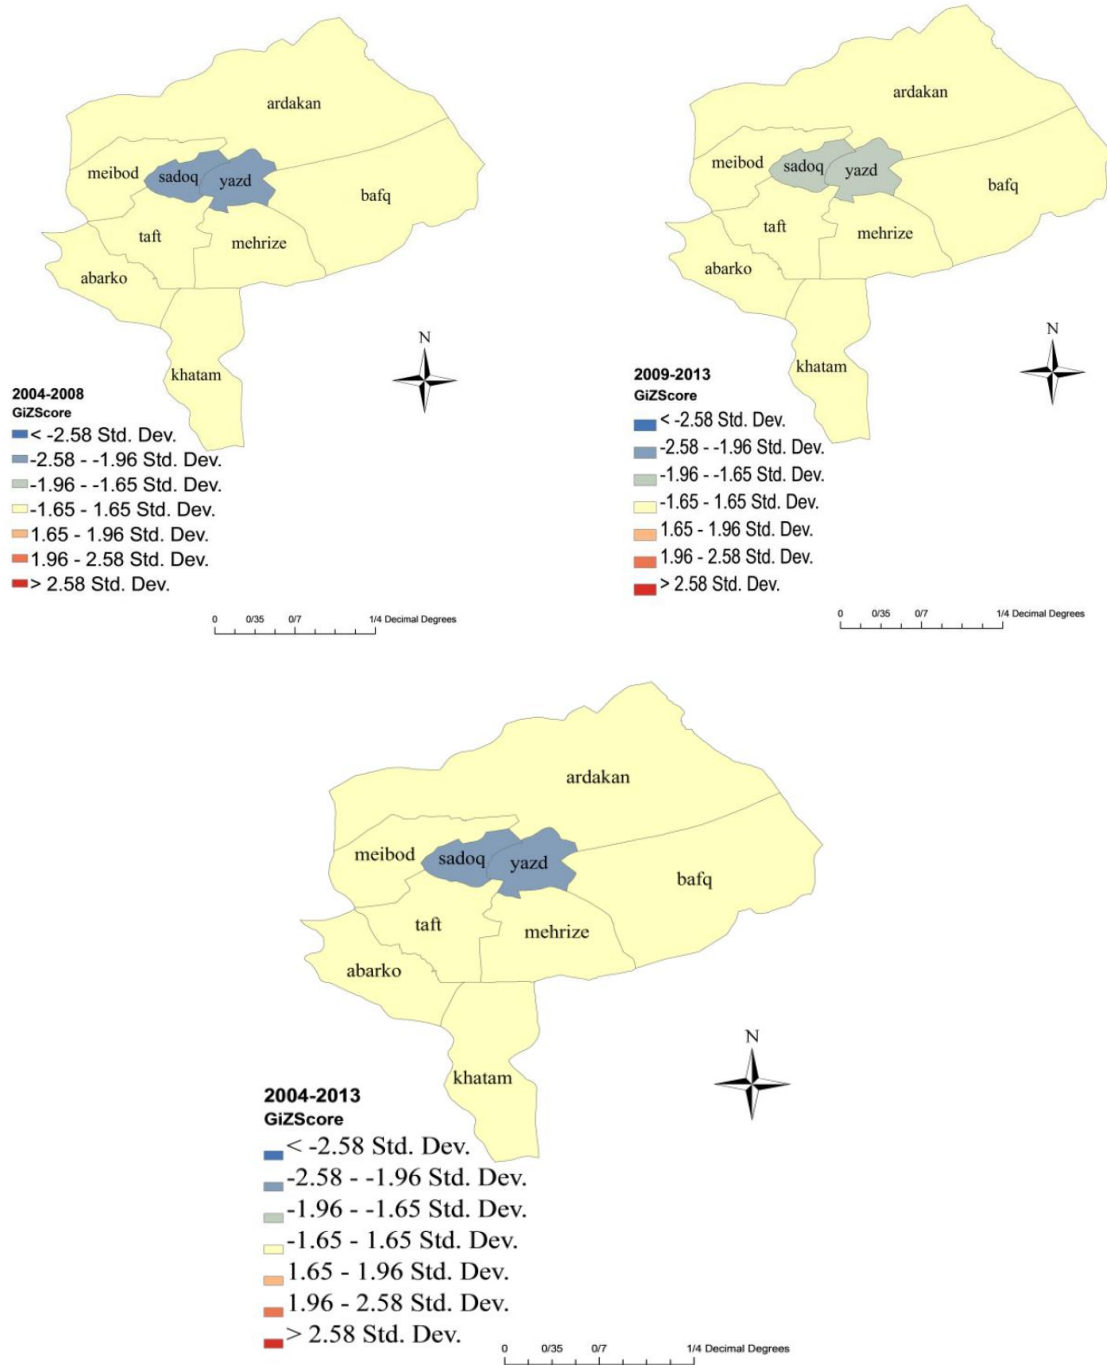 ardakan
meibod
sadoq
yazd
bafq
taft
mehrize
abarko
khatam
N
2004-2008
GiZScore
< -2.58 Std. Dev.
-2.58 - -1.96 Std. Dev.
-1.96 - -1.65 Std. Dev.
-1.65 - 1.65 Std. Dev.
1.65 - 1.96 Std. Dev.
1.96 - 2.58 Std. Dev.
> 2.58 Std. Dev.
0 0/35 0/7 1/4 Decimal Degrees
ardakan
meibod
sadoq
yazd
bafq
taft
mehrize
abarko
khatam
N
2009-2013
GiZScore
< -2.58 Std. Dev.
-2.58 - -1.96 Std. Dev.
-1.96 - -1.65 Std. Dev.
-1.65 - 1.65 Std. Dev.
1.65 - 1.96 Std. Dev.
1.96 - 2.58 Std. Dev.
> 2.58 Std. Dev.
0 0/35 0/7 1/4 Decimal Degrees
ardakan
meibod
sadoq
yazd
bafq
taft
mehrize
abarko
khatam
N
2004-2013
GiZScore
< -2.58 Std. Dev.
-2.58 - -1.96 Std. Dev.
-1.96 - -1.65 Std. Dev.
-1.65 - 1.65 Std. Dev.
1.65 - 1.96 Std. Dev.
1.96 - 2.58 Std. Dev.
> 2.58 Std. Dev.
0 0/35 0/7 1/4 Decimal Degrees